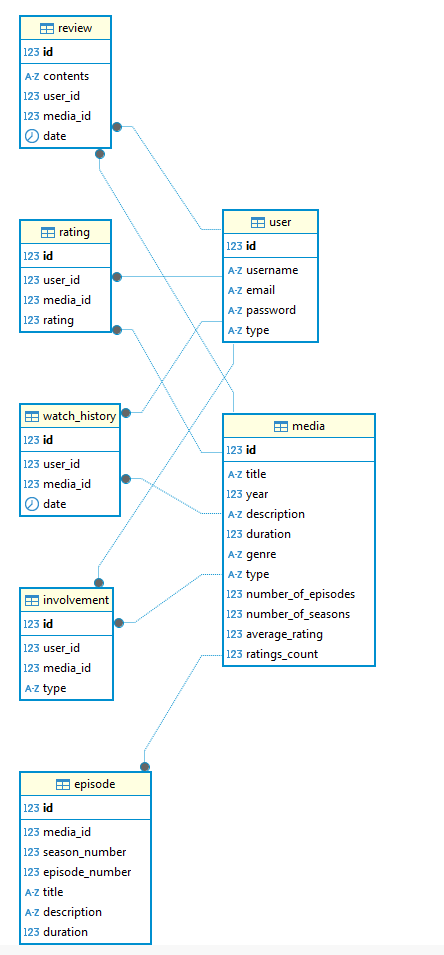 review
123 id
A-Z contents
123 user_id
123 media_id
date
rating
123 id
123 user_id
123 media_id
123 rating
user
123 id
A-Z username
A-Z email
A-Z password
A-Z type
watch_history
123 id
123 user_id
123 media_id
date
media
123 id
A-Z title
123 year
A-Z description
123 duration
A-Z genre
A-Z type
123 number_of_episodes
123 number_of_seasons
123 average_rating
123 ratings_count
involvement
123 id
123 user_id
123 media_id
A-Z type
episode
123 id
123 media_id
123 season_number
123 episode_number
A-Z title
A-Z description
123 duration